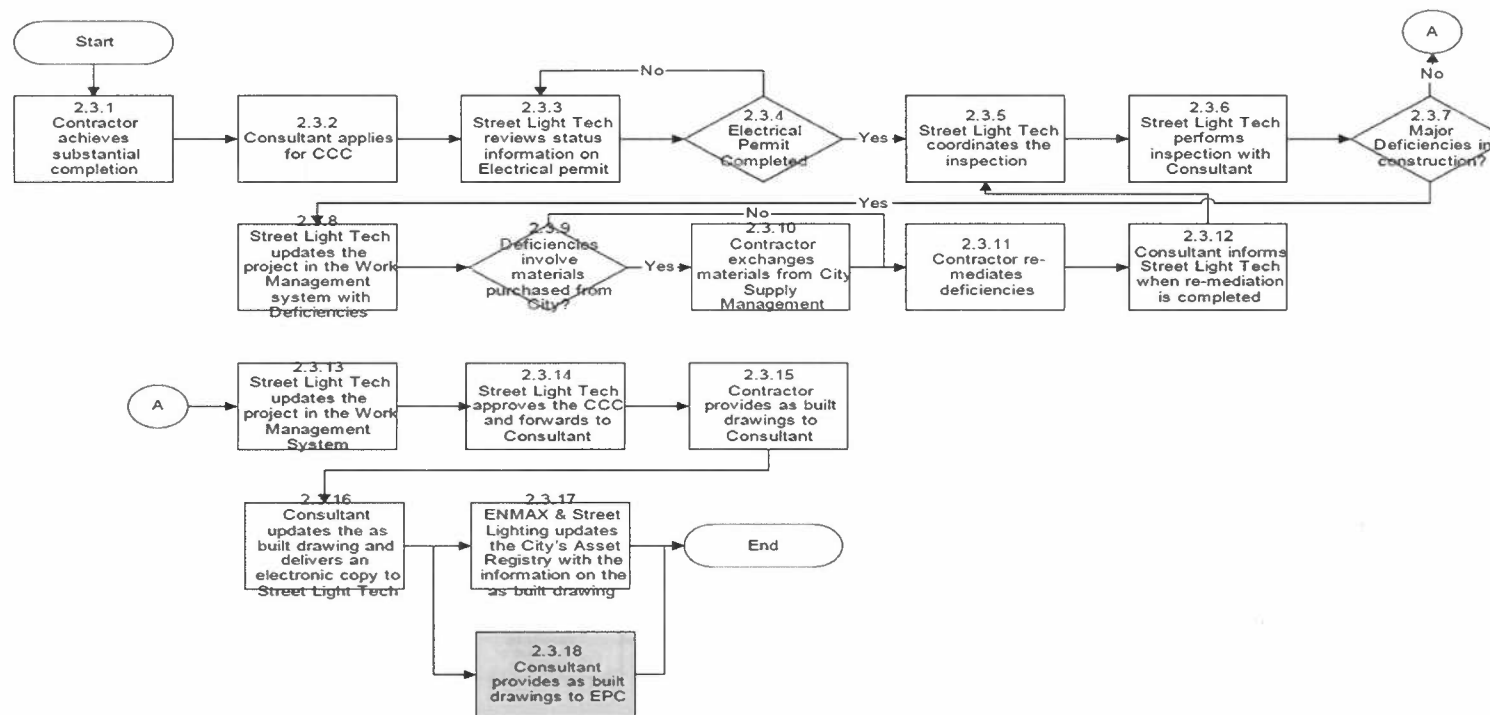 Start
2.3.1
Contractor
achieves
substantial
completion
2.3.2
Consultant applies
for CCC
2.3.3
Street Light Tech
reviews status
information on
Electrical permit
No
2.3.4
Electrical
Permit
Completed
Yes
2.3.5
Street Light Tech
coordinates the
inspection
2.3.6
Street Light Tech
performs
inspection with
Consultant
2.3.7
Major
Deficiencies in
construction?
No
A
Yes
2.3.8
Street Light Tech
updates the
project in the Work
Management
system with
Deficiencies
2.3.9
Deficiencies
involve
materials
purchased from
City?
No
Yes
2.3.10
Contractor
exchanges
materials from City
Supply
Management
2.3.11
Contractor re-
mediates
deficiencies
2.3.12
Consultant informs
Street Light Tech
when re-mediation
is completed
A
2.3.13
Street Light Tech
updates the
project in the Work
Management
System
2.3.14
Street Light Tech
approves the CCC
and forwards to
Consultant
2.3.15
Contractor
provides as built
drawings to
Consultant
2.3.16
Consultant
updates the as
built drawing and
delivers an
electronic copy to
Street Light Tech
2.3.17
ENMAX & Street
Lighting updates
the City's Asset
Registry with the
information on the
as built drawing
End
2.3.18
Consultant
provides as built
drawings to EPC